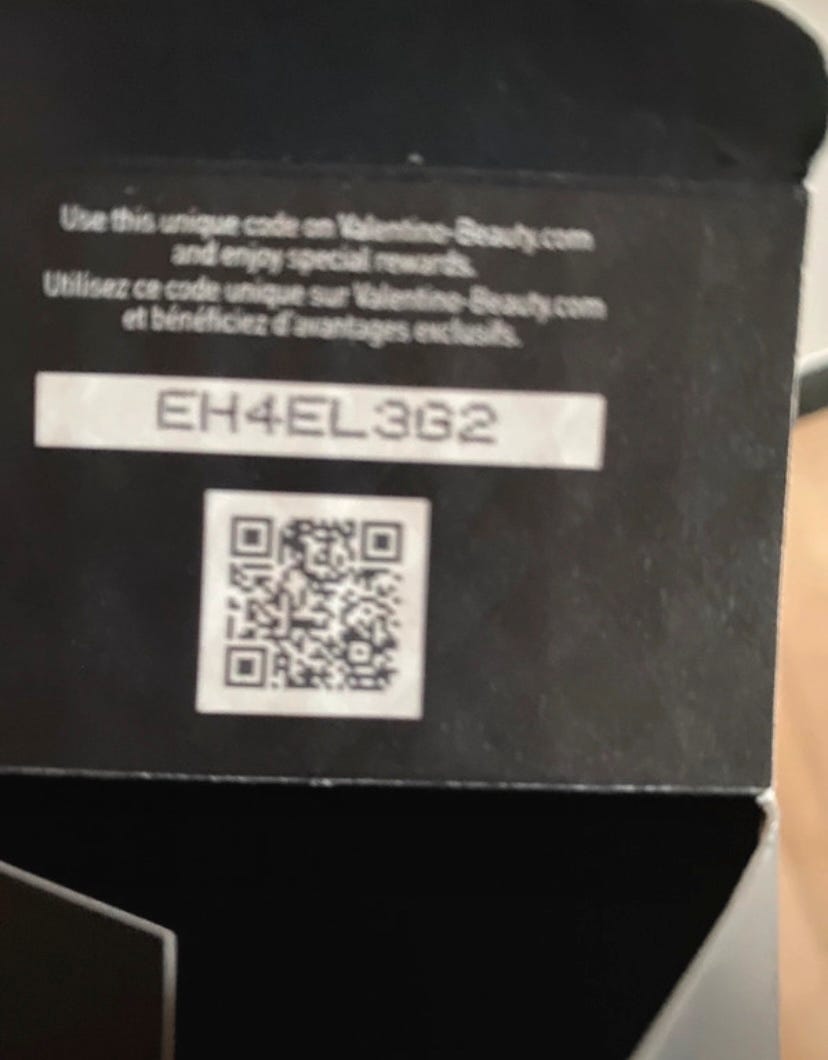 Use this unique code on Valentino-Beauty.com
and enjoy special rewards.
Utilisez ce code unique sur Valentino-Beauty.com
et bénéficiez d'avantages exclusifs.
EH4EL3G2